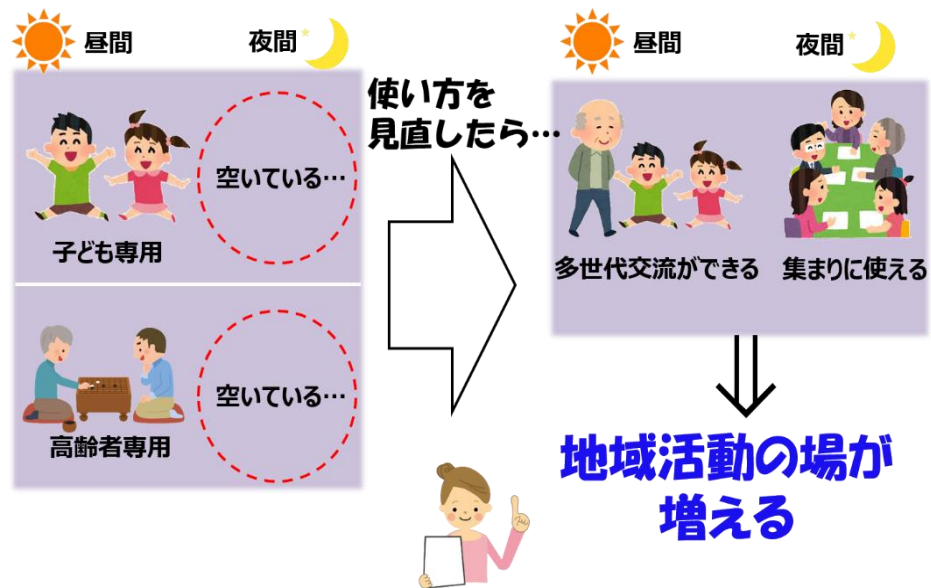 昼間
夜間
空いている…
子ども専用
空いている…
高齢者専用
使い方を
見直したら…
昼間
夜間
多世代交流ができる
集まりに使える
地域活動の場が
増える